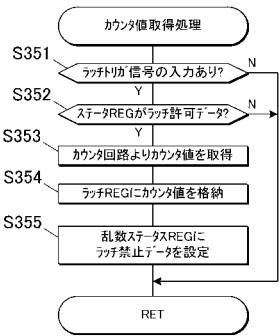 カウンタ値取得処理
S351
ラッチトリガ信号の入力あり?
N
Y
S352
ステータREGがラッチ許可データ?
N
Y
S353
カウンタ回路よりカウンタ値を取得
S354
ラッチREGにカウンタ値を格納
S355
乱数ステータスREGに
ラッチ禁止データを設定
RET